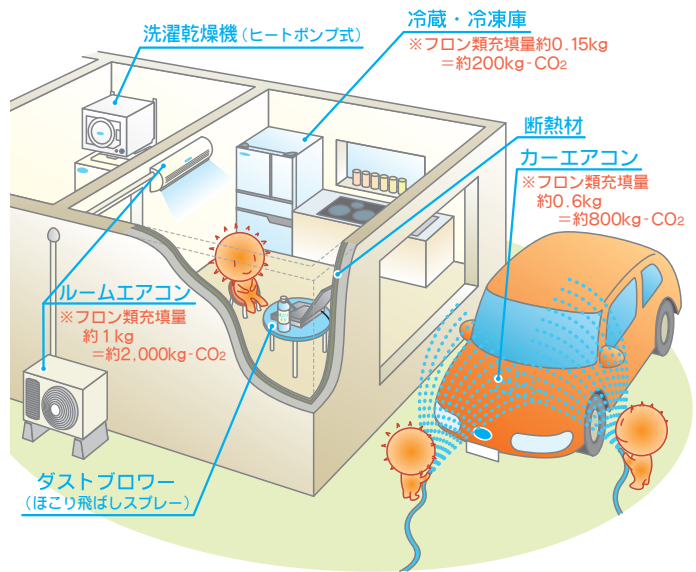 洗濯乾燥機(ヒートポンプ式)
冷蔵・冷凍庫
※フロン類充填量約0.15kg
＝約200kg-CO2
断熱材
カーエアコン
※フロン類充填量
約0.6kg
＝約800kg-CO2
ルームエアコン
※フロン類充填量
約1kg
＝約2,000kg-CO2
ダストブロワー
(ほこり飛ばしスプレー)